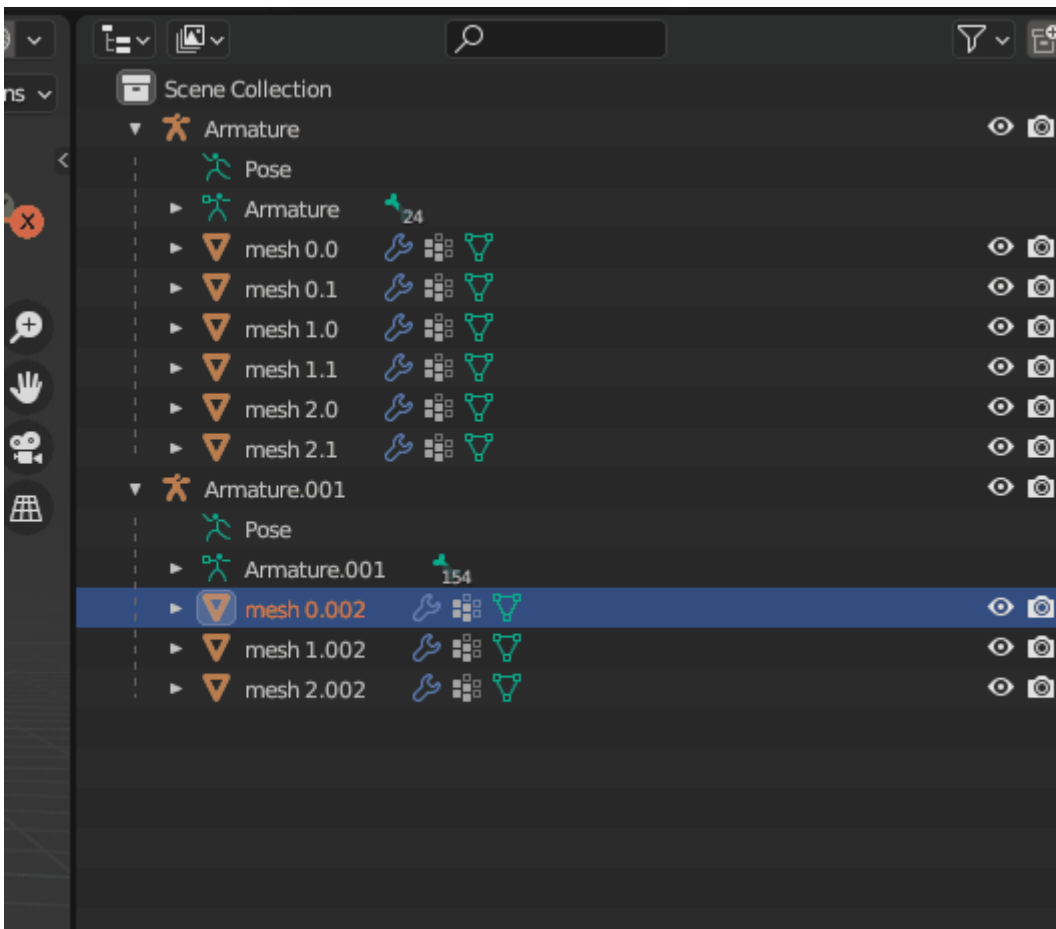 Scene Collection
ns
Armature
Pose
X
Armature 24
mesh 0.0
mesh 0.1
mesh 1.0
mesh 1.1
mesh 2.0
mesh 2.1
Armature.001
Pose
Armature.001 154
mesh 0.002
mesh 1.002
mesh 2.002